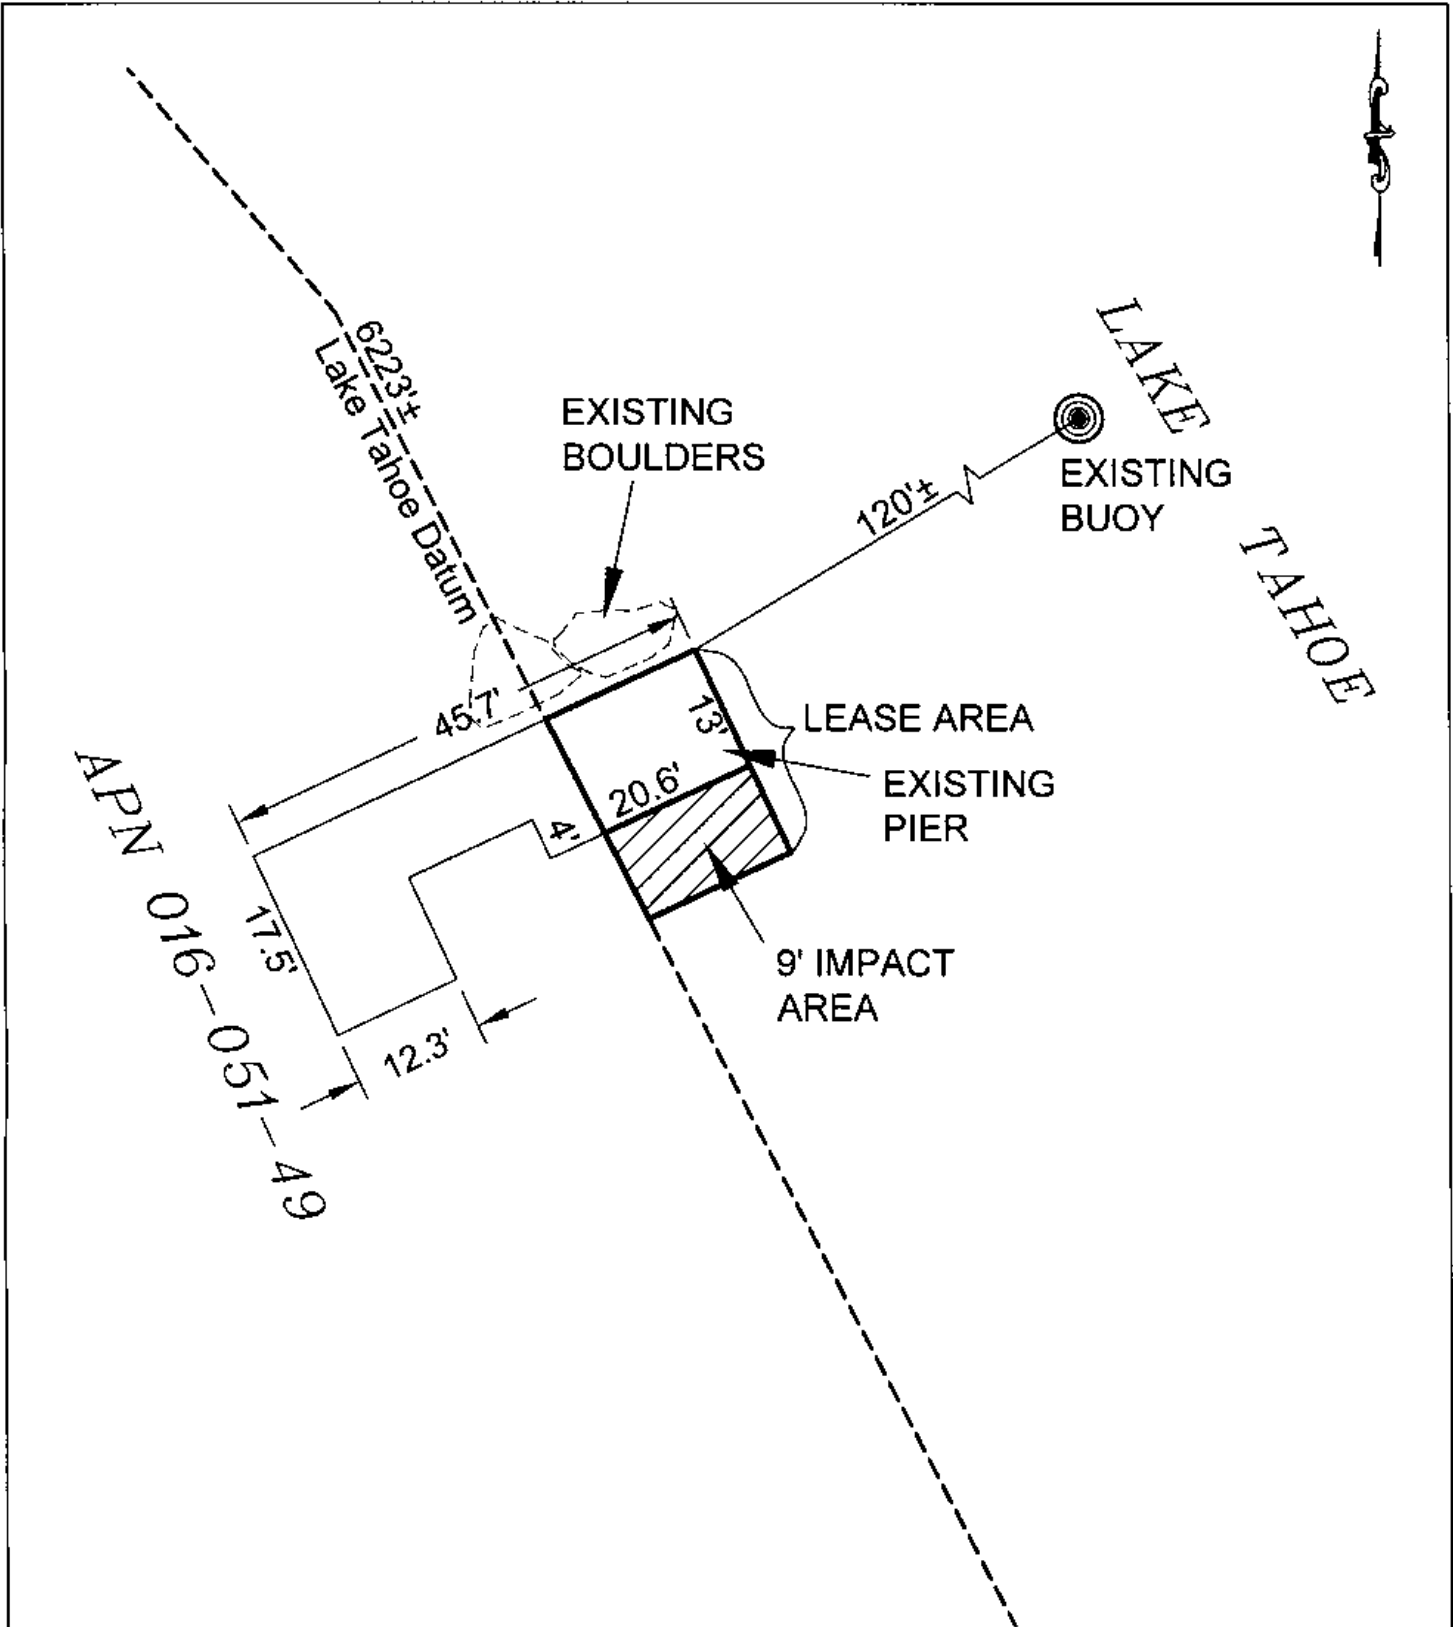 6223'±
Lake Tahoe Datum
EXISTING
BOULDERS
LAKE TAHOE
EXISTING
BUOY
120'±
45.7'
13'
LEASE AREA
20.6'
EXISTING
PIER
4'
APN 016-051-49
17.5'
9' IMPACT
AREA
12.3'